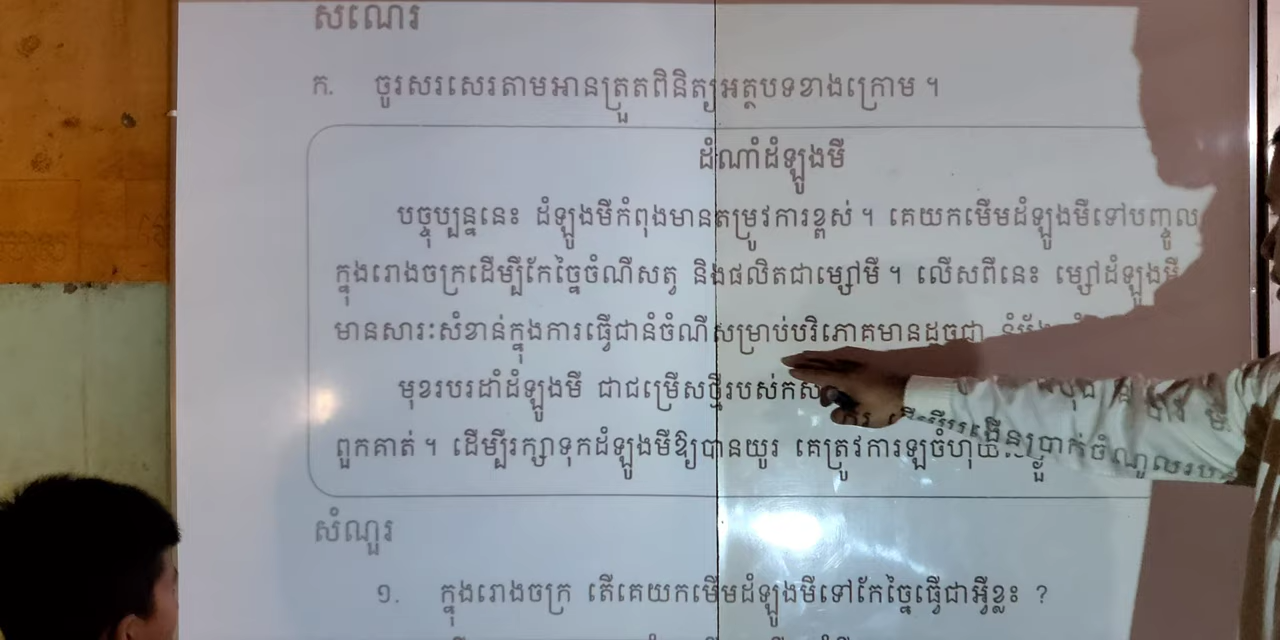 សំណេរ
ក. ចូរសរសេរតាមអានត្រួតពិនិត្យអត្ថបទខាងក្រោម ។
ដំណាំដំឡូងមី
បច្ចុប្បន្ននេះ ដំឡូងមីកំពុងមានតម្រូវការខ្ពស់ ។ គេយកមើមដំឡូងមីទៅបញ្ចូល
ក្នុងរោងចក្រដើម្បីកែច្នៃចំណីសត្វ និងផលិតជាម្សៅមី ។ លើសពីនេះ ម្សៅដំឡូងមី
មានសារៈសំខាន់ក្នុងការធ្វើជានំចំណីសម្រាប់បរិភោគមានដូចជា
មុខរបរដាំដំឡូងមី ជាជម្រើសថ្មីរបស់កសិករ ប្រាក់ចំណូលរបស់
ពួកគាត់ ។ ដើម្បីរក្សាទុកដំឡូងមីឱ្យបានយូរ គេត្រូវការឡចំហុយ
សំណួរ
១. ក្នុងរោងចក្រ តើគេយកមើមដំឡូងមីទៅកែច្នៃធ្វើជាអ្វីខ្លះ ?